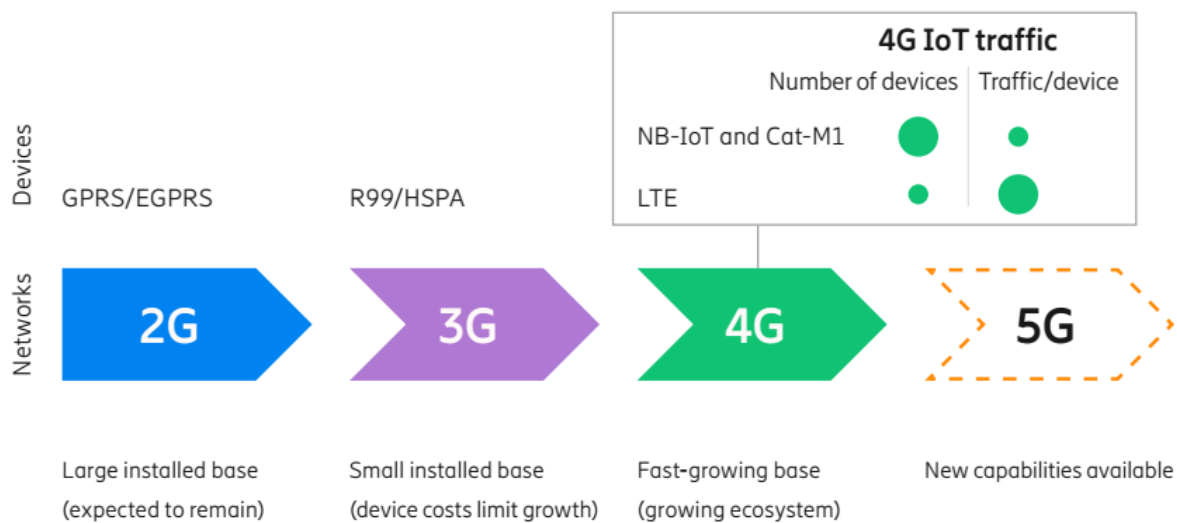 4G IoT traffic
Number of devices
Traffic/device
NB-IoT and Cat-M1
LTE
Devices
GPRS/EGPRS
R99/HSPA
Networks
2G
3G
4G
5G
Large installed base
(expected to remain)
Small installed base
(device costs limit growth)
Fast-growing base
(growing ecosystem)
New capabilities available